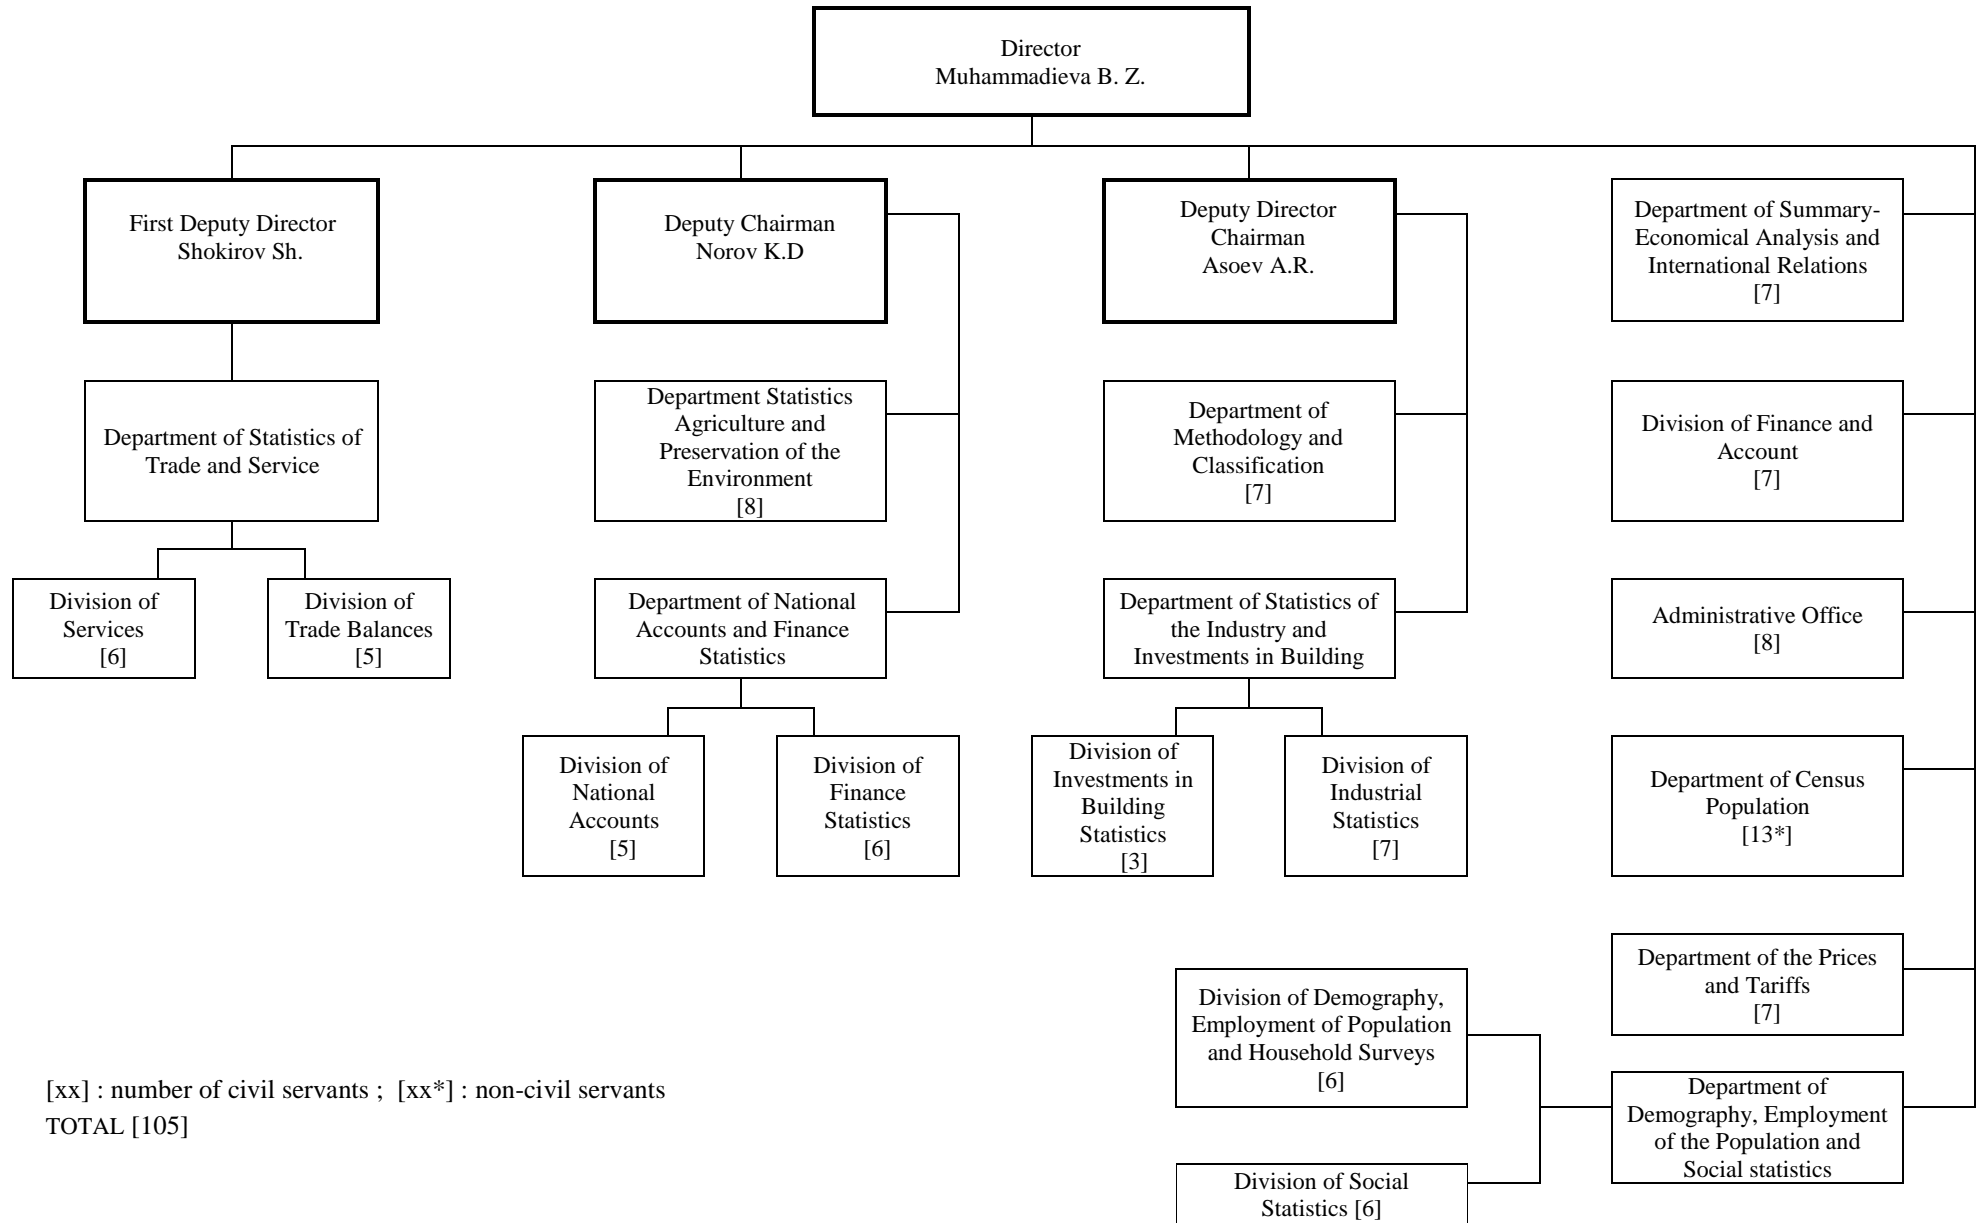 Director
Muhammadieva B. Z.
First Deputy Director
Shokirov Sh.
Deputy Chairman
Norov K.D
Deputy Director
Chairman
Asoev A.R.
Department of Summary-
Economical Analysis and
International Relations
[7]
Department of Statistics of
Trade and Service
Department Statistics
Agriculture and
Preservation of the
Environment
[8]
Department of
Methodology and
Classification
[7]
Division of Finance and
Account
[7]
Division of
Services
[6]
Division of
Trade Balances
[5]
Department of National
Accounts and Finance
Statistics
Department of Statistics of
the Industry and
Investments in Building
Administrative Office
[8]
Division of
National
Accounts
[5]
Division of
Finance
Statistics
[6]
Division of
Investments in
Building
Statistics
[3]
Division of
Industrial
Statistics
[7]
Department of Census
Population
[13*]
Department of the Prices
and Tariffs
[7]
Division of Demography,
Employment of Population
and Household Surveys
[6]
Department of
Demography, Employment
of the Population and
Social statistics
Division of Social
Statistics [6]
[xx] : number of civil servants ; [xx*] : non-civil servants
TOTAL [105]